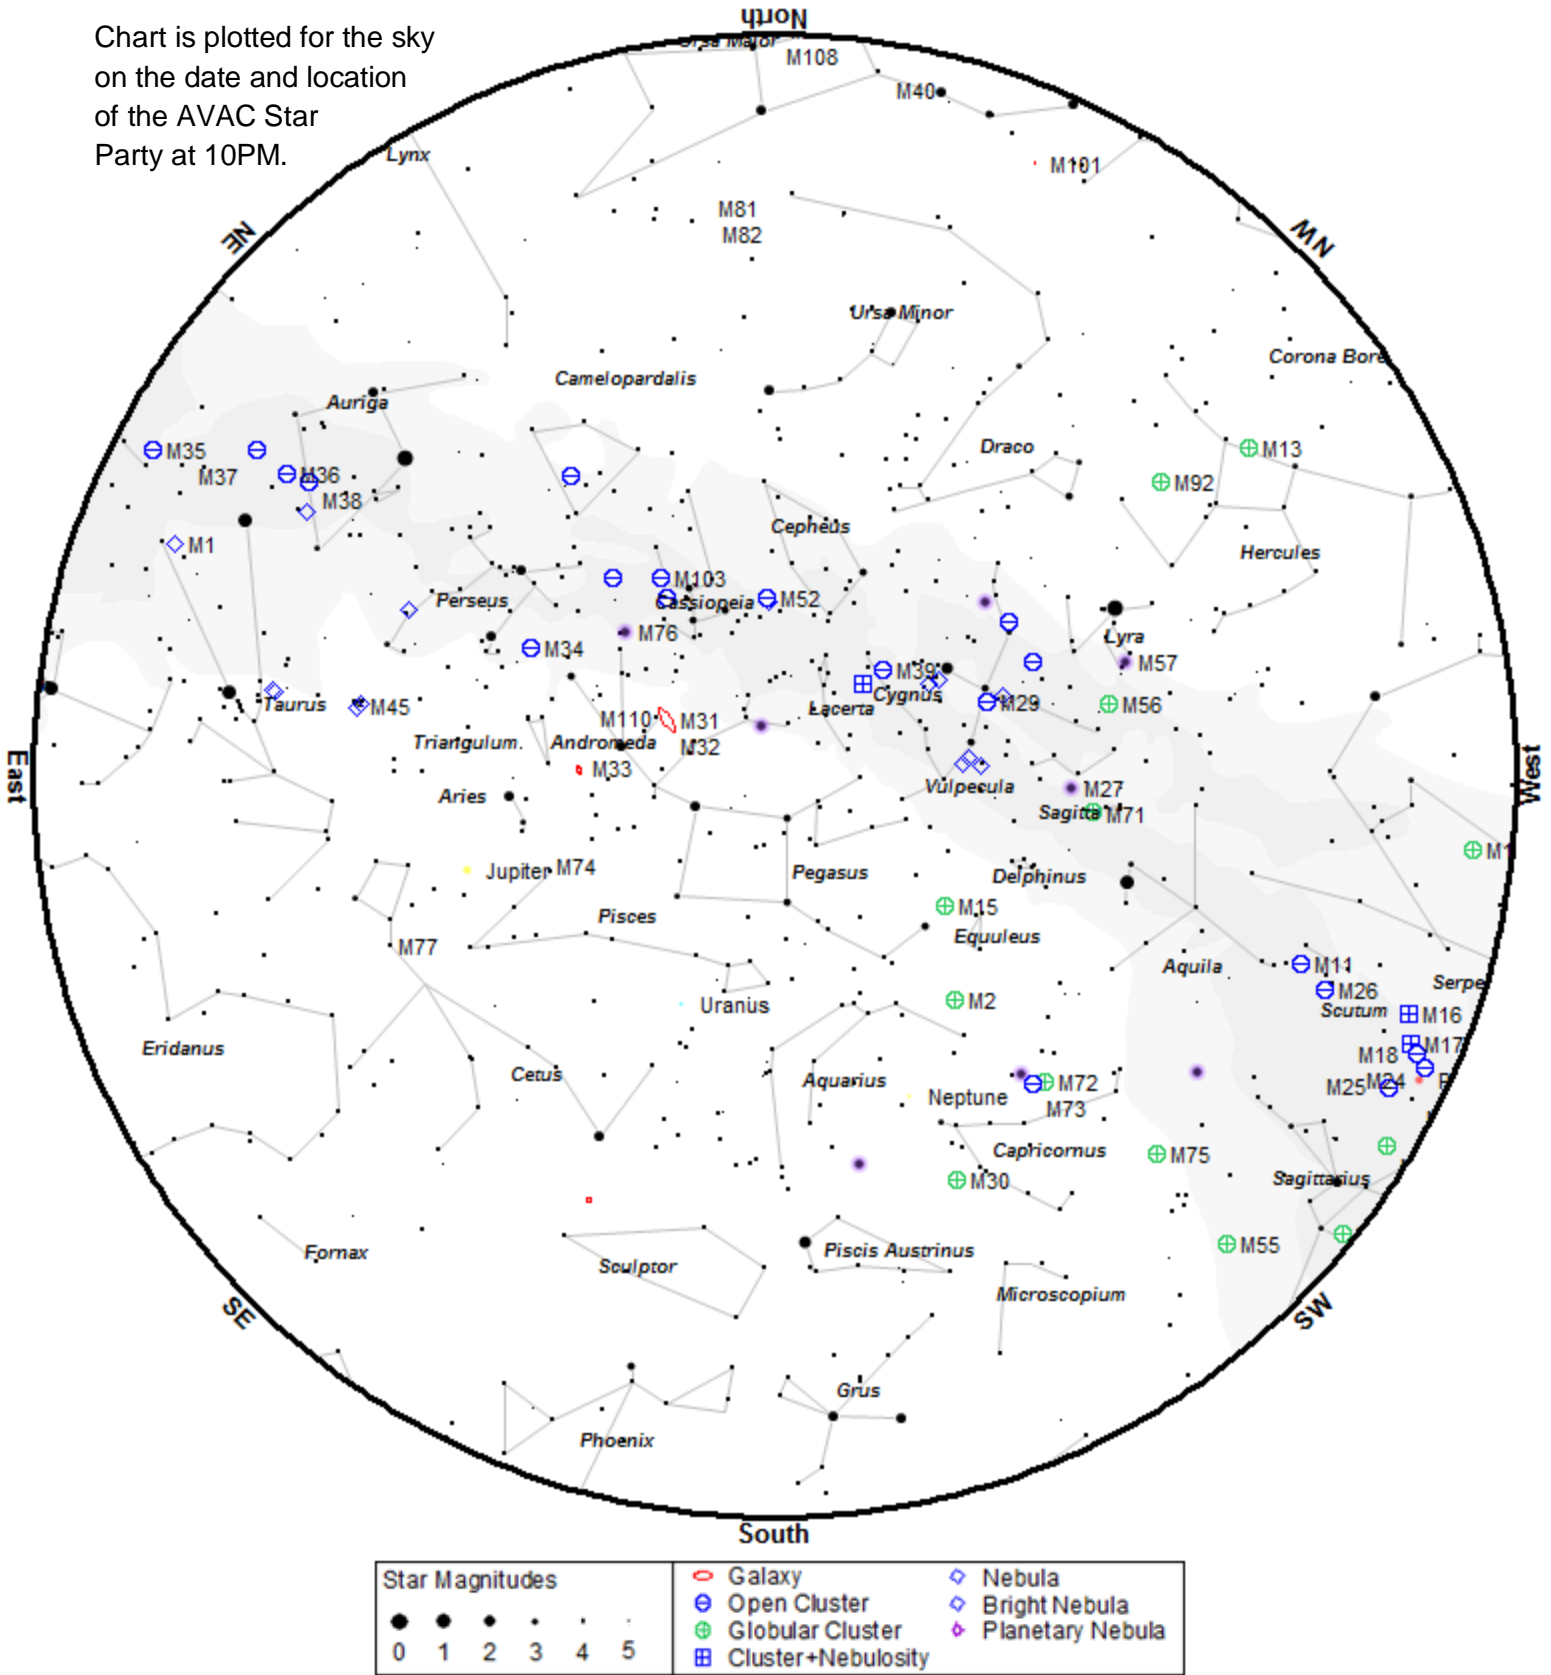 Chart is plotted for the sky
on the date and location
of the AVAC Star
Party at 10PM.
North
Ursa Major
M108
M40
Lynx
M101
M81
M82
NE
NW
Ursa Minor
Corona Bore
Camelopardalis
Auriga
Draco
M35
M37
M36
M38
M13
M92
Cepheus
M1
Hercules
M103
Perseus
Cassiopeia
M52
M76
Lyra
M34
M57
M39
Cygnus
Taurus
M45
M29
M56
Lacerta
M110
M31
M32
Triangulum.
Andromeda
M33
East
West
Vulpecula
M27
Aries
Sagitta
M71
M1
Jupiter
M74
Pegasus
Delphinus
M15
Pisces
Equuleus
M77
Aquila
M11
Serpe
M26
Uranus
M2
Scutum
M16
Eridanus
M17
M18
Cetus
Aquarius
M72
M25
M24
Neptune
M73
Capricornus
M75
M30
Sagittarius
Fornax
Sculptor
Piscis Austrinus
M55
Microscopium
SE
SW
Grus
Phoenix
South
Star Magnitudes
0 1 2 3 4 5
Galaxy
Open Cluster
Globular Cluster
Cluster+Nebulosity
Nebula
Bright Nebula
Planetary Nebula